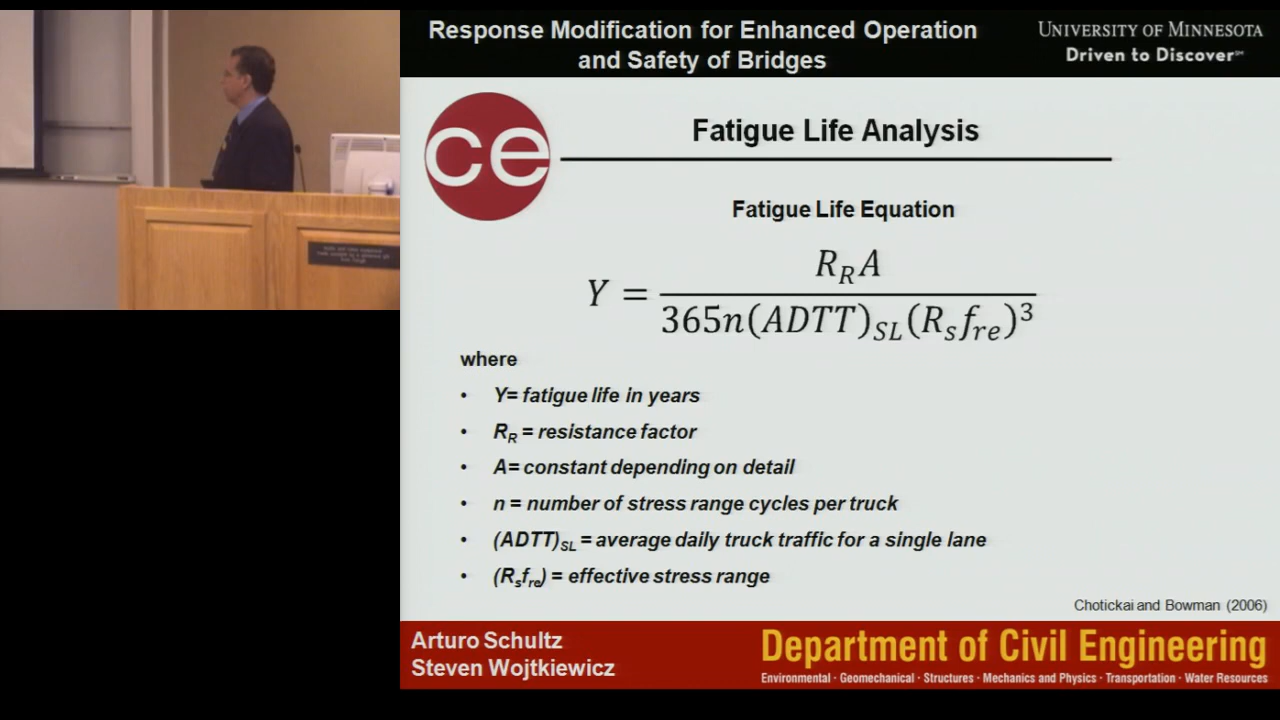 Response Modification for Enhanced Operation
and Safety of Bridges
UNIVERSITY OF MINNESOTA
Driven to Discover℠
ce
Fatigue Life Analysis
Fatigue Life Equation
Y = R_R A / 365n(ADTT)_SL(R_s f_re)^3
where
• Y= fatigue life in years
• R_R = resistance factor
• A= constant depending on detail
• n = number of stress range cycles per truck
• (ADTT)_SL = average daily truck traffic for a single lane
• (R_s f_re) = effective stress range
Chotickai and Bowman (2006)
Arturo Schultz
Steven Wojtkiewicz
Department of Civil Engineering
Environmental · Geomechanical · Structures · Mechanics and Physics · Transportation · Water Resources